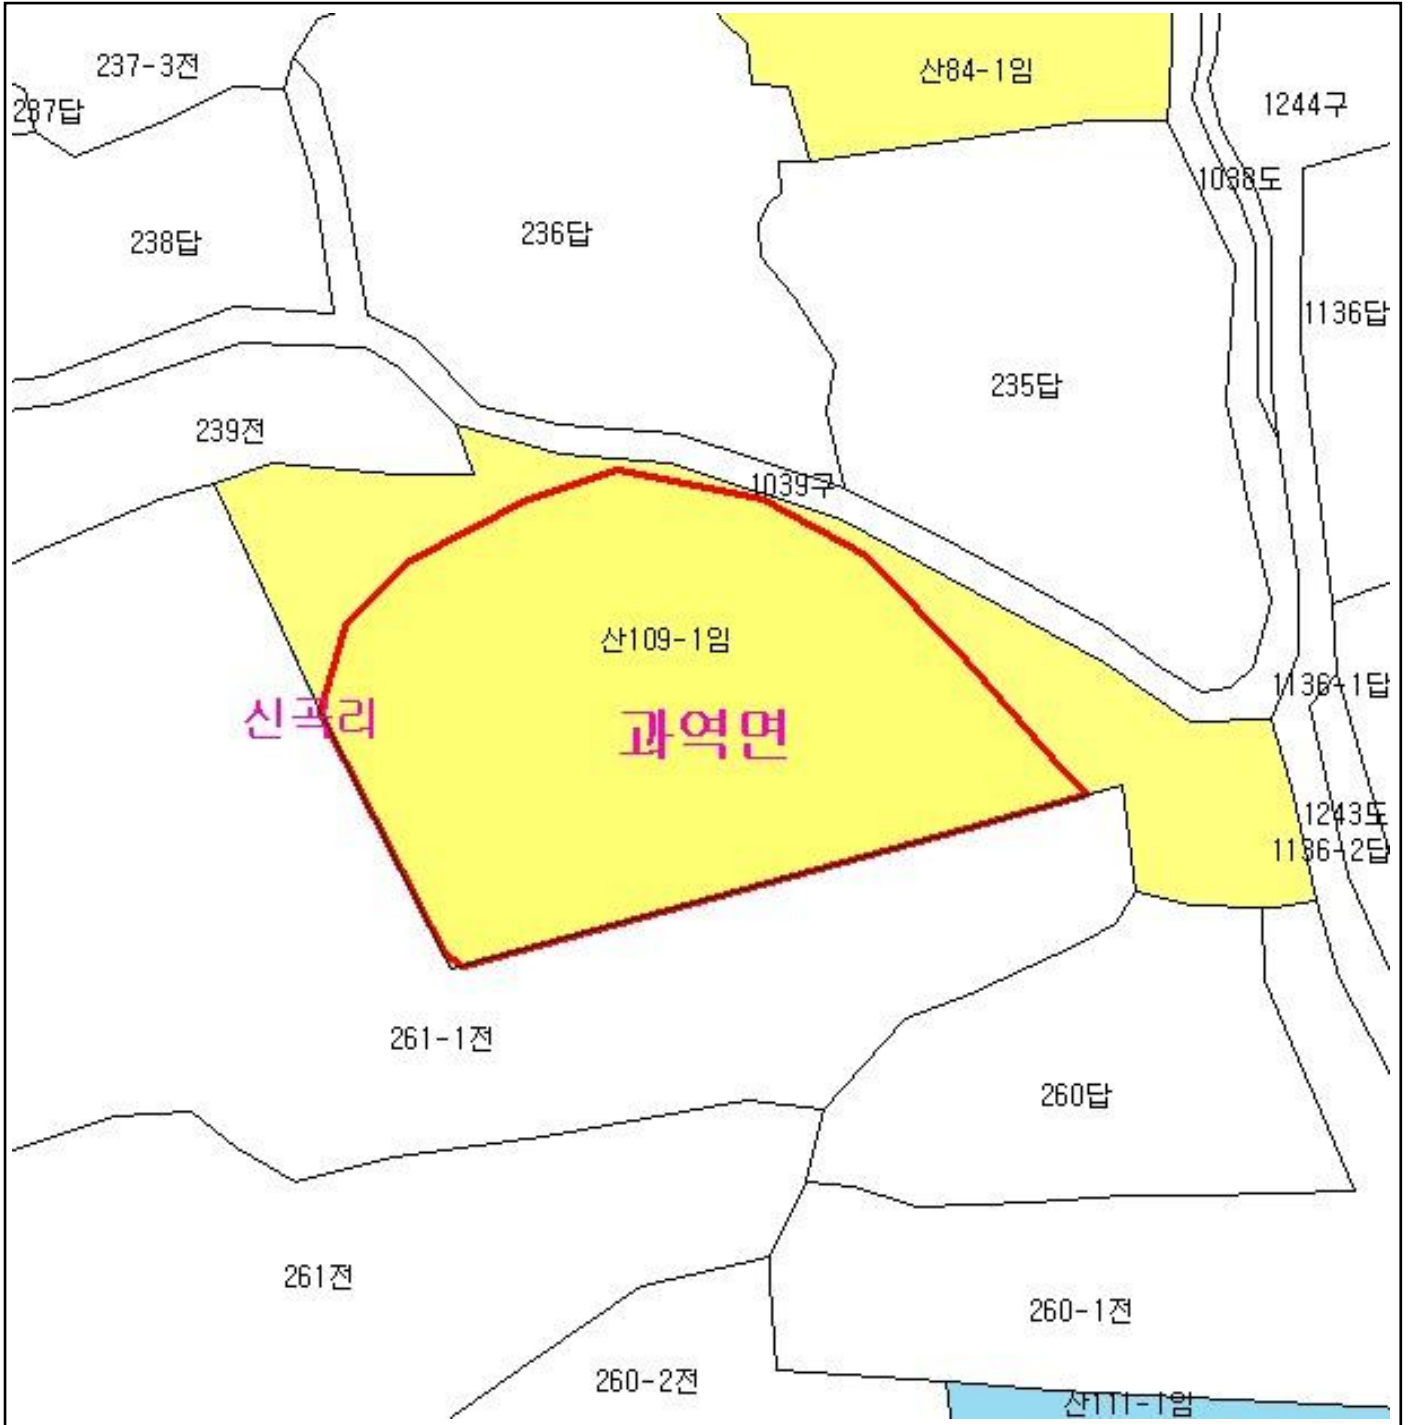 237-3전
산84-1임
237답
1244구
1038도
238답
236답
1136답
235답
239전
1039구
산109-1임
1136-1답
신곡리
과역면
1243도
1136-2답
261-1전
260답
261전
260-1전
260-2전
산111-1임